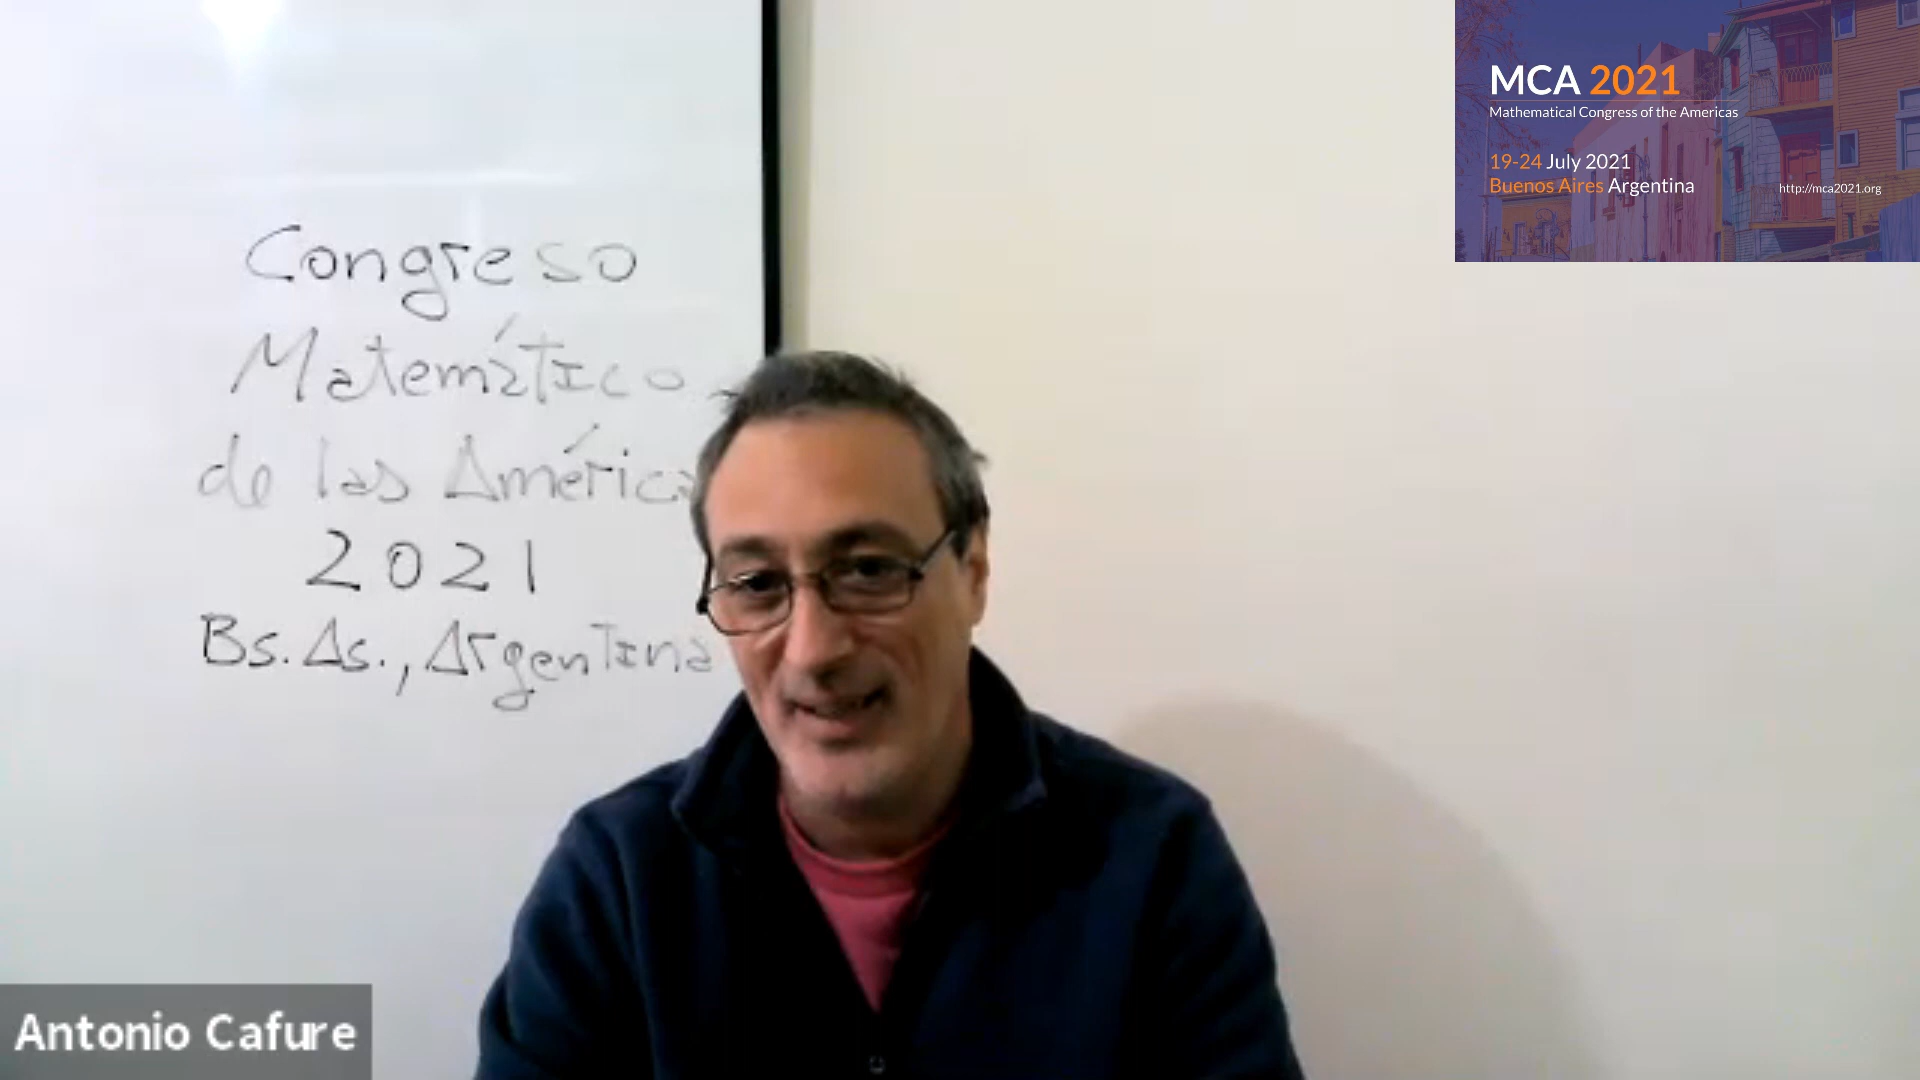 Congreso
Matemático
de las América
2021
Bs.As., Argentina
MCA 2021
Mathematical Congress of the Americas
19-24 July 2021
Buenos Aires Argentina
http://mca2021.org
Antonio Cafure